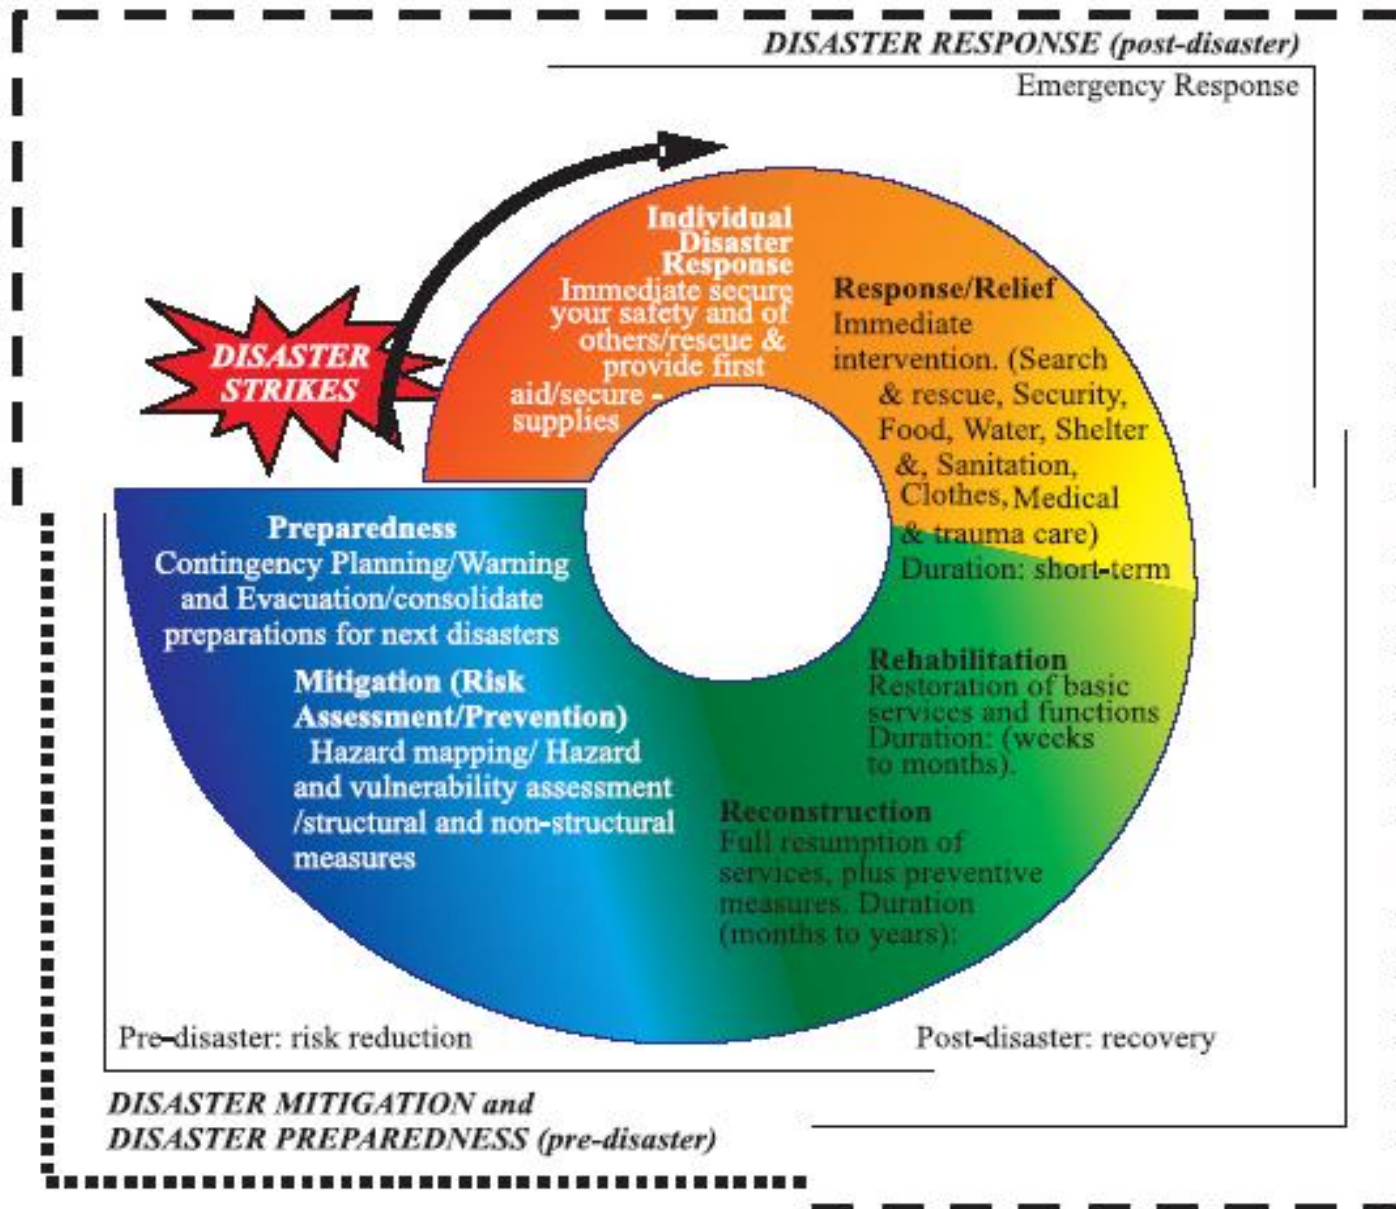 DISASTER RESPONSE (post-disaster)
Emergency Response
DISASTER
STRIKES
Individual
Disaster
Response
Immediate secure
your safety and of
others/rescue &
provide first
aid/secure -
supplies
Response/Relief
Immediate
intervention. (Search
& rescue, Security,
Food, Water, Shelter
&, Sanitation,
Clothes, Medical
& trauma care)
Duration: short-term
Rehabilitation
Restoration of basic
services and functions
Duration: (weeks
to months).
Reconstruction
Full resumption of
services, plus preventive
measures. Duration
(months to years):
Preparedness
Contingency Planning/Warning
and Evacuation/consolidate
preparations for next disasters
Mitigation (Risk
Assessment/Prevention)
Hazard mapping/ Hazard
and vulnerability assessment
/structural and non-structural
measures
Pre-disaster: risk reduction
Post-disaster: recovery
DISASTER MITIGATION and
DISASTER PREPAREDNESS (pre-disaster)